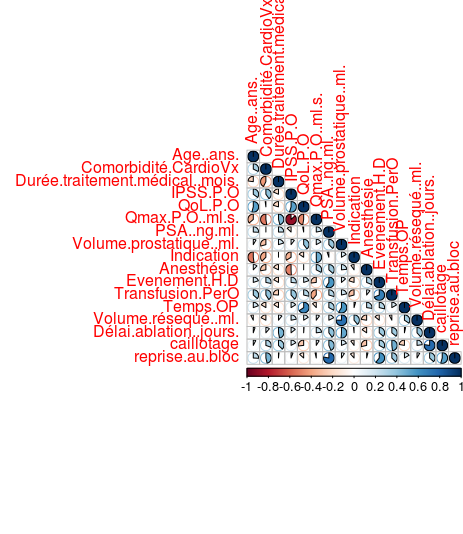 Age..ans.
Comorbidité.CardioVx
Durée.traitement.médica
IPSS.P.O
QoL.P.O
Qmax.P.O..ml.s.
PSA..ng.ml.
Volume.prostatique..ml.
Indication
Anesthésie
Evenement.H.D
Transfusion.PerO
Temps.OP
Volume.réseque..ml.
Délai.ablation..jours.
caillotage
reprise.au.bloc
Age..ans.
Comorbidité.CardioVx
Durée.traitement.médical..mois.
IPSS.P.O
QoL.P.O
Qmax.P.O..ml.s.
PSA..ng.ml.
Volume.prostatique..ml.
Indication
Anesthésie
Evenement.H.D
Transfusion.PerO
Temps.OP
Volume.réseque..ml.
Délai.ablation..jours.
caillotage
reprise.au.bloc
-1 -0.8 -0.6 -0.4 -0.2 0 0.2 0.4 0.6 0.8 1